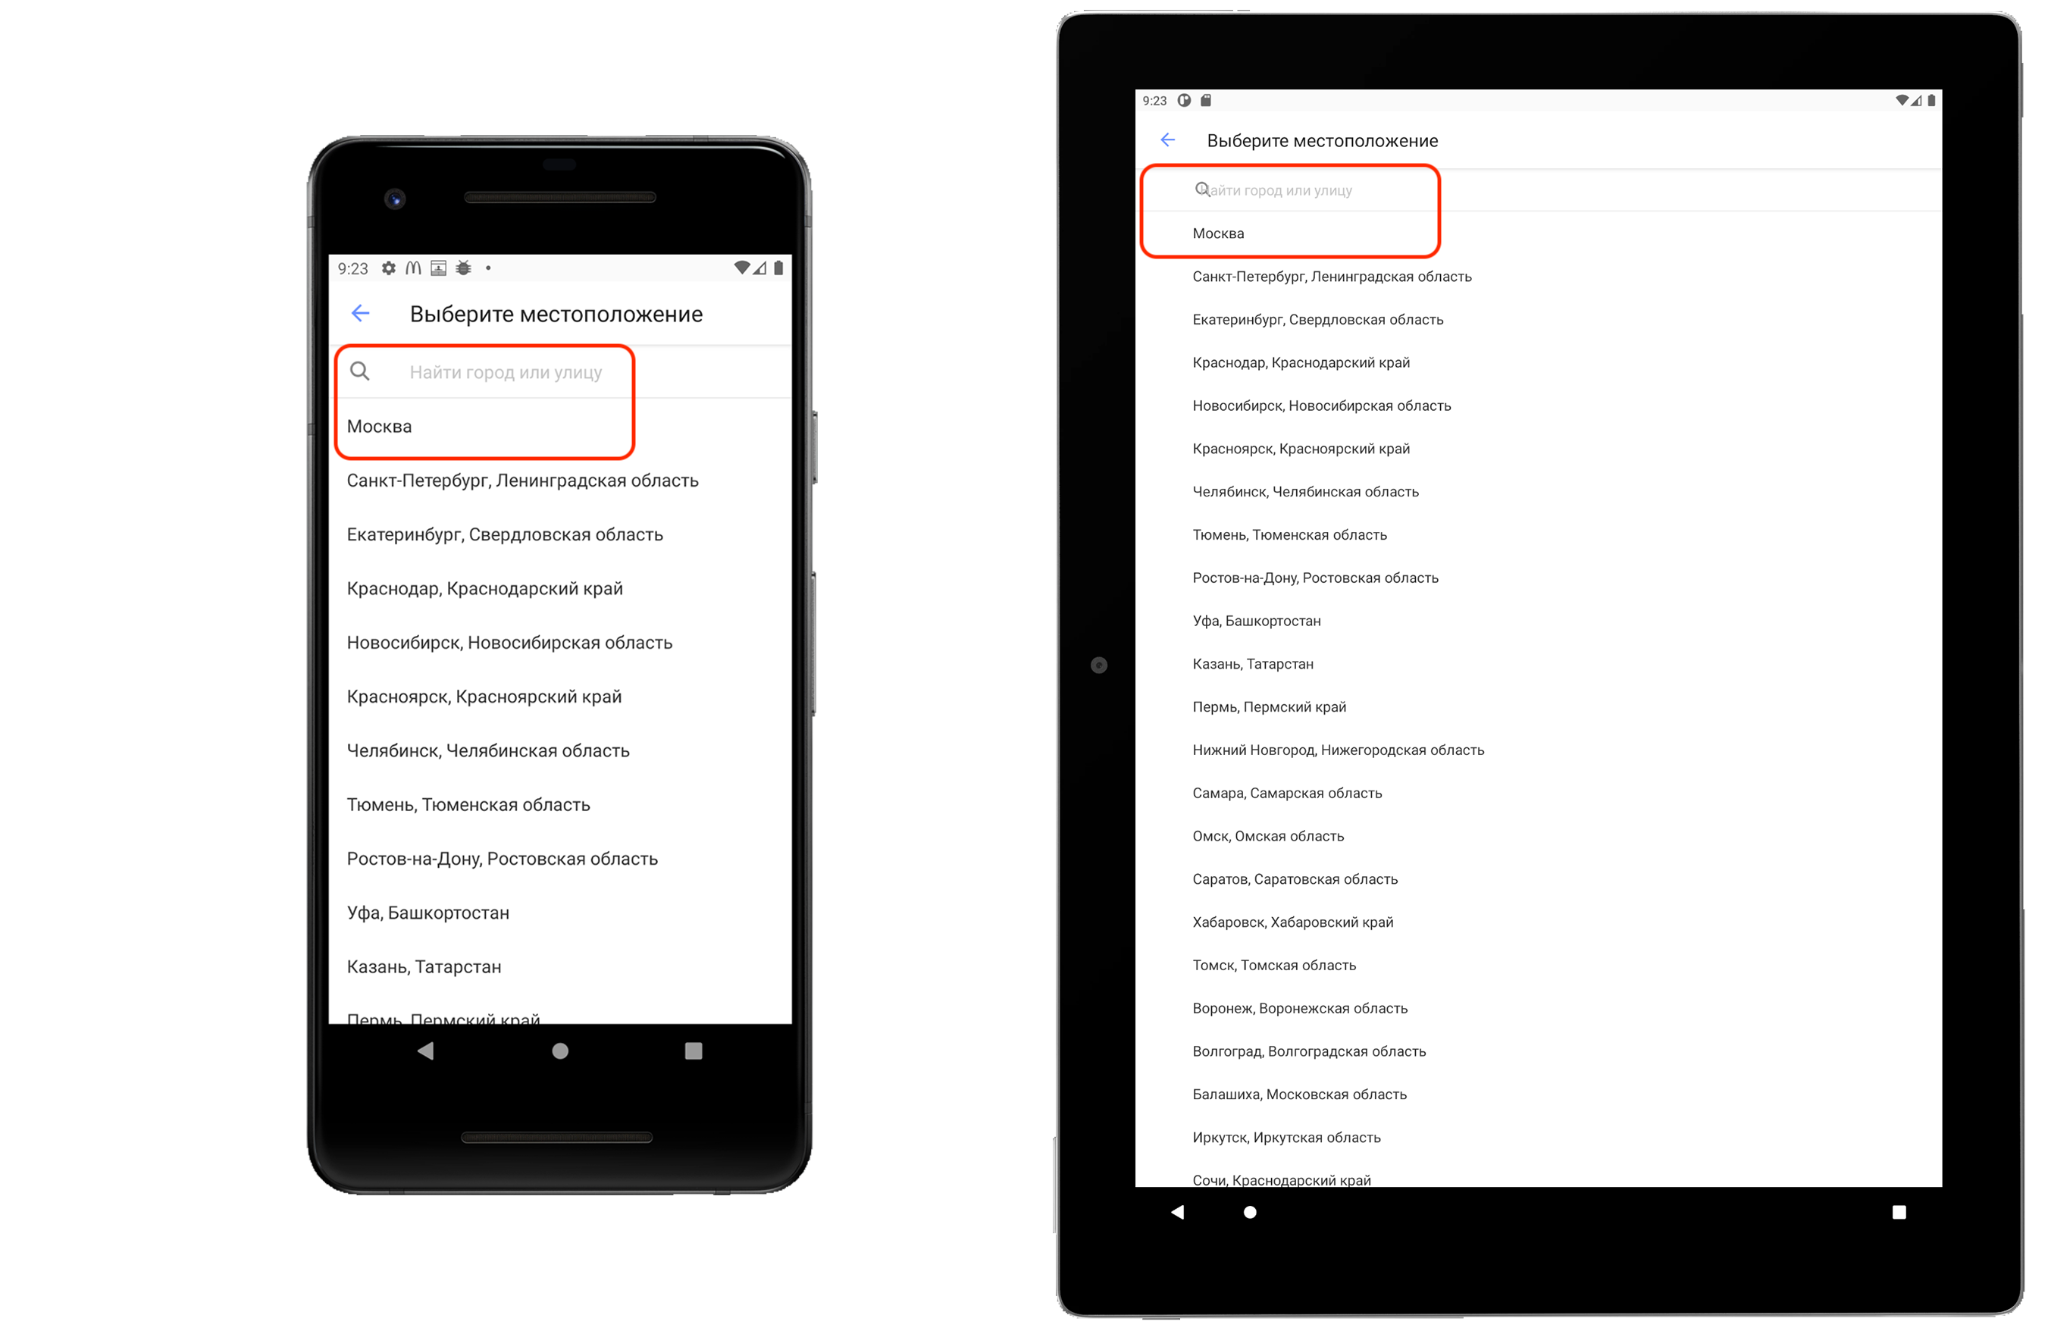 9:23
Выберите местоположение
Найти город или улицу
Москва
Санкт-Петербург, Ленинградская область
Екатеринбург, Свердловская область
Краснодар, Краснодарский край
Новосибирск, Новосибирская область
Красноярск, Красноярский край
Челябинск, Челябинская область
Тюмень, Тюменская область
Ростов-на-Дону, Ростовская область
Уфа, Башкортостан
Казань, Татарстан
Пермь, Пермский край
9:23
Выберите местоположение
Найти город или улицу
Москва
Санкт-Петербург, Ленинградская область
Екатеринбург, Свердловская область
Краснодар, Краснодарский край
Новосибирск, Новосибирская область
Красноярск, Красноярский край
Челябинск, Челябинская область
Тюмень, Тюменская область
Ростов-на-Дону, Ростовская область
Уфа, Башкортостан
Казань, Татарстан
Пермь, Пермский край
Нижний Новгород, Нижегородская область
Самара, Самарская область
Омск, Омская область
Саратов, Саратовская область
Хабаровск, Хабаровский край
Томск, Томская область
Воронеж, Воронежская область
Волгоград, Волгоградская область
Балашиха, Московская область
Иркутск, Иркутская область
Сочи, Краснодарский край